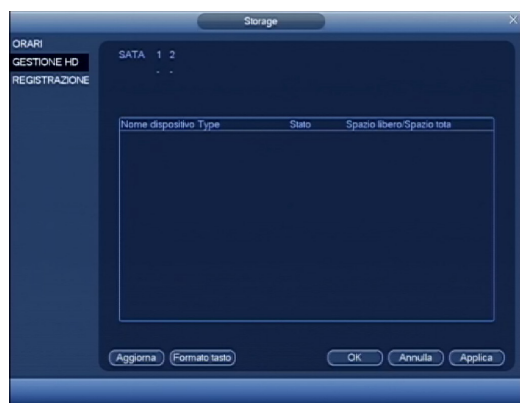 Storage
ORARI
GESTIONE HD
REGISTRAZIONE
SATA 1 2
- -
Nome dispositivo Type Stato Spazio libero/Spazio tota
Aggiorna Formato tasto OK Annulla Applica